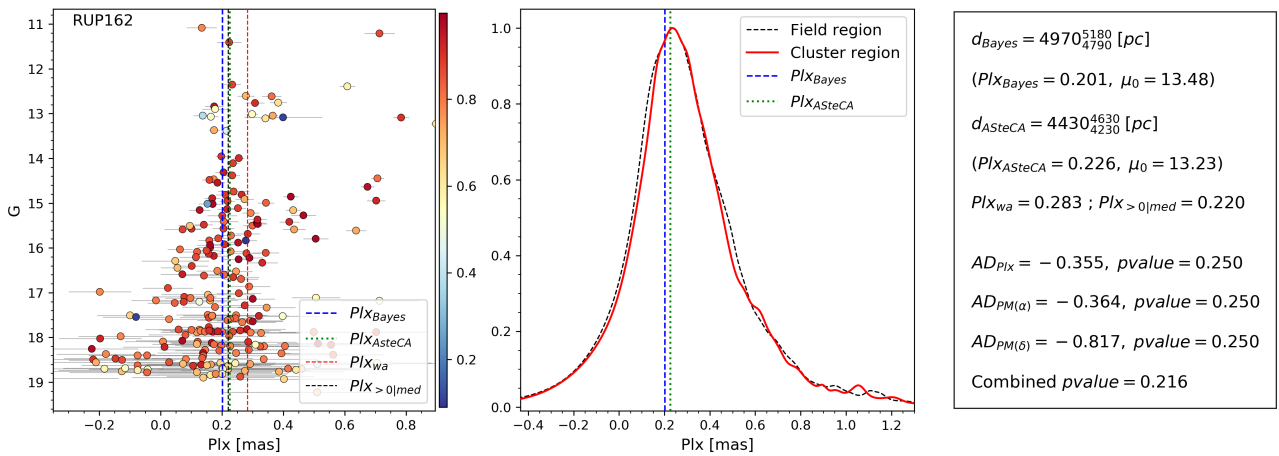 RUP162
G
11
12
13
14
15
16
17
18
19
0.0
0.2
0.4
0.6
0.8
Plx [mas]
Plx_Bayes
Plx_AsteCA
Plx_wa
Plx_>0|med
0.8
0.6
0.4
0.2
1.0
0.8
0.6
0.4
0.2
0.0
−0.4
−0.2
0.0
0.2
0.4
0.6
0.8
1.0
1.2
Plx [mas]
Field region
Cluster region
Plx_Bayes
Plx_ASteCA
d_Bayes = 4970^5180_4790 [pc]
(Plx_Bayes = 0.201, μ₀ = 13.48)
d_ASteCA = 4430^4630_4230 [pc]
(Plx_ASteCA = 0.226, μ₀ = 13.23)
Plx_wa = 0.283 ; Plx_>0|med = 0.220
AD_Plx = −0.355, pvalue = 0.250
AD_PM(α) = −0.364, pvalue = 0.250
AD_PM(δ) = −0.817, pvalue = 0.250
Combined pvalue = 0.216